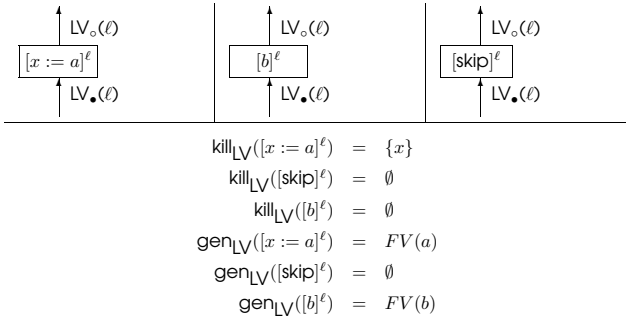 LV∘(ℓ) LV∘(ℓ) LV∘(ℓ)
[x := a]^ℓ [b]^ℓ [skip]^ℓ
LV•(ℓ) LV•(ℓ) LV•(ℓ)
kill_LV([x := a]^ℓ) = {x}
kill_LV([skip]^ℓ) = ∅
kill_LV([b]^ℓ) = ∅
gen_LV([x := a]^ℓ) = FV(a)
gen_LV([skip]^ℓ) = ∅
gen_LV([b]^ℓ) = FV(b)